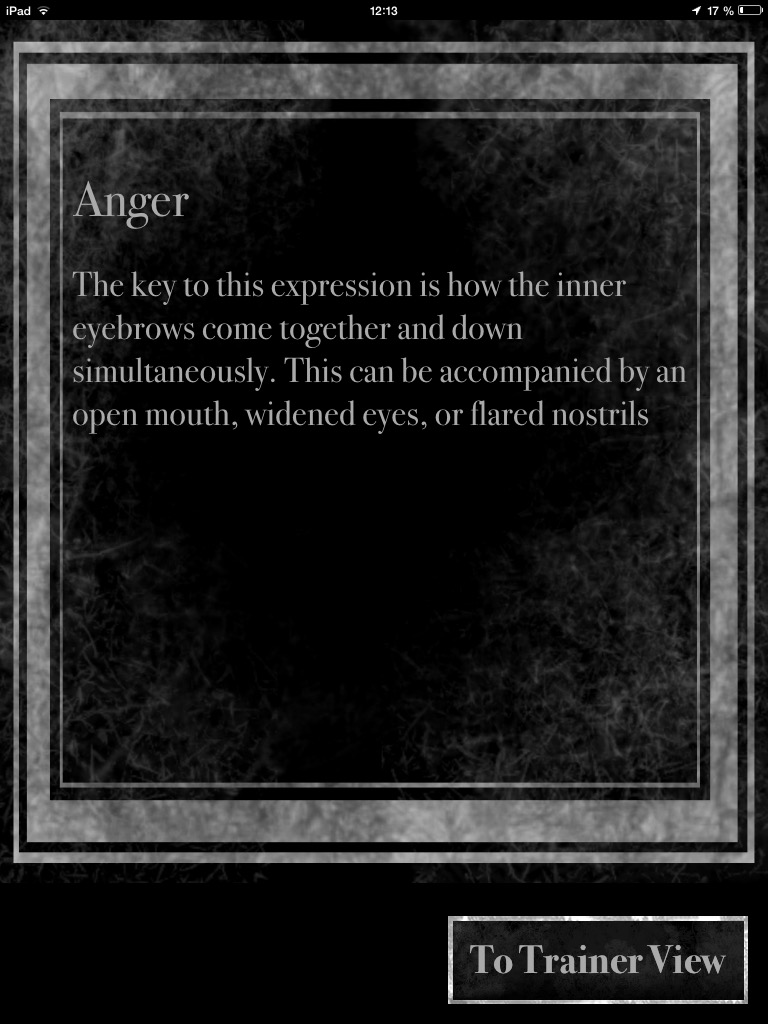 iPad 12:13 17 %
Anger
The key to this expression is how the inner
eyebrows come together and down
simultaneously. This can be accompanied by an
open mouth, widened eyes, or flared nostrils
To Trainer View